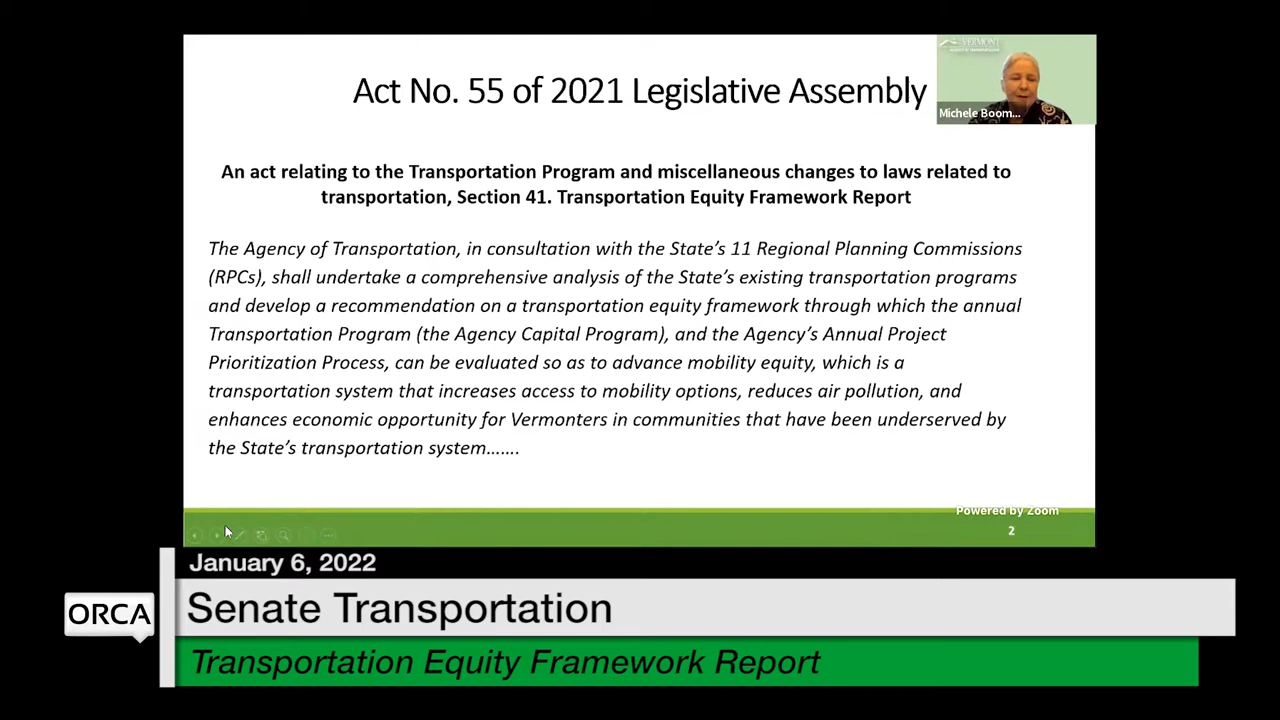 Act No. 55 of 2021 Legislative Assembly
VERMONT
Michele Boom...
An act relating to the Transportation Program and miscellaneous changes to laws related to
transportation, Section 41. Transportation Equity Framework Report
The Agency of Transportation, in consultation with the State's 11 Regional Planning Commissions
(RPCs), shall undertake a comprehensive analysis of the State's existing transportation programs
and develop a recommendation on a transportation equity framework through which the annual
Transportation Program (the Agency Capital Program), and the Agency's Annual Project
Prioritization Process, can be evaluated so as to advance mobility equity, which is a
transportation system that increases access to mobility options, reduces air pollution, and
enhances economic opportunity for Vermonters in communities that have been underserved by
the State's transportation system…….
Powered by Zoom
2
January 6, 2022
ORCA
Senate Transportation
Transportation Equity Framework Report